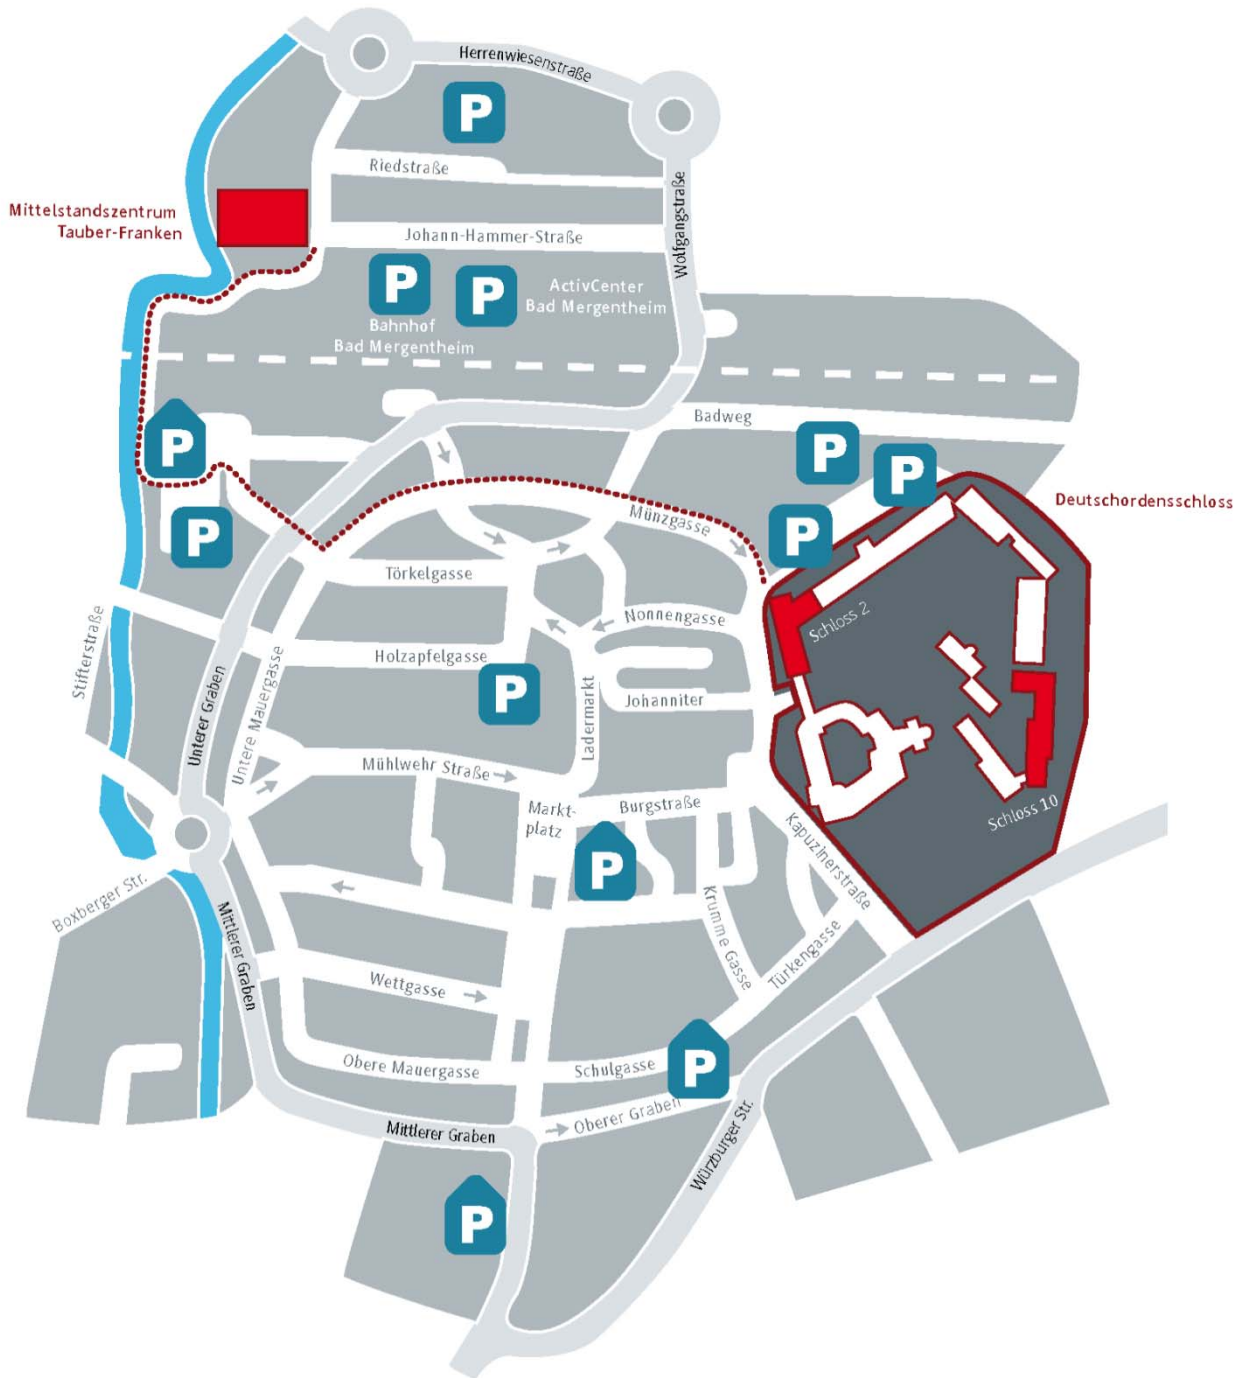 Herrenwiesenstraße
P
Riedstraße
Mittelstandszentrum
Tauber-Franken
Johann-Hammer-Straße
Wolfgangstraße
P
P
ActivCenter
Bad Mergentheim
Bahnhof
Bad Mergentheim
Badweg
P
P
P
Deutschordensschloss
Münzgasse
P
P
Törkelgasse
Nonnengasse
Schloss 2
Stifterstraße
Holzapfelgasse
Unterer Graben
Untere Mauergasse
P
Ladermarkt
Johanniter
Mühlwehr Straße
Markt-
platz
Burgstraße
Kapuzinerstraße
Schloss 10
P
Boxberger Str.
Mittlerer Graben
Krumme Gasse
Türkengasse
Wettgasse
Obere Mauergasse
Schulgasse
P
Oberer Graben
Mittlerer Graben
Würzburger Str.
P